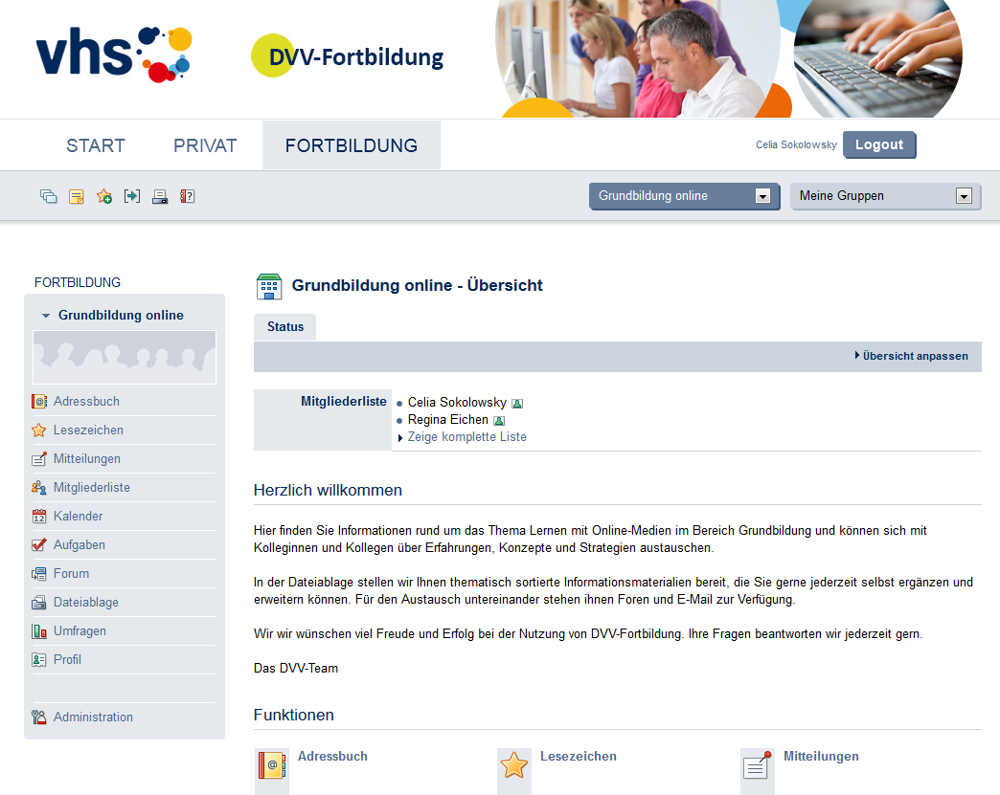 vhs
DVV-Fortbildung
START
PRIVAT
FORTBILDUNG
Celia Sokolowsky
Logout
Grundbildung online
Meine Gruppen
FORTBILDUNG
Grundbildung online
Adressbuch
Lesezeichen
Mitteilungen
Mitgliederliste
Kalender
Aufgaben
Forum
Dateiablage
Umfragen
Profil
Administration
Grundbildung online - Übersicht
Status
Übersicht anpassen
Mitgliederliste
Celia Sokolowsky
Regina Eichen
Zeige komplette Liste
Herzlich willkommen
Hier finden Sie Informationen rund um das Thema Lernen mit Online-Medien im Bereich Grundbildung und können sich mit
Kolleginnen und Kollegen über Erfahrungen, Konzepte und Strategien austauschen.
In der Dateiablage stellen wir Ihnen thematisch sortierte Informationsmaterialien bereit, die Sie gerne jederzeit selbst ergänzen und
erweitern können. Für den Austausch untereinander stehen ihnen Foren und E-Mail zur Verfügung.
Wir wir wünschen viel Freude und Erfolg bei der Nutzung von DVV-Fortbildung. Ihre Fragen beantworten wir jederzeit gern.
Das DVV-Team
Funktionen
Adressbuch
Lesezeichen
Mitteilungen